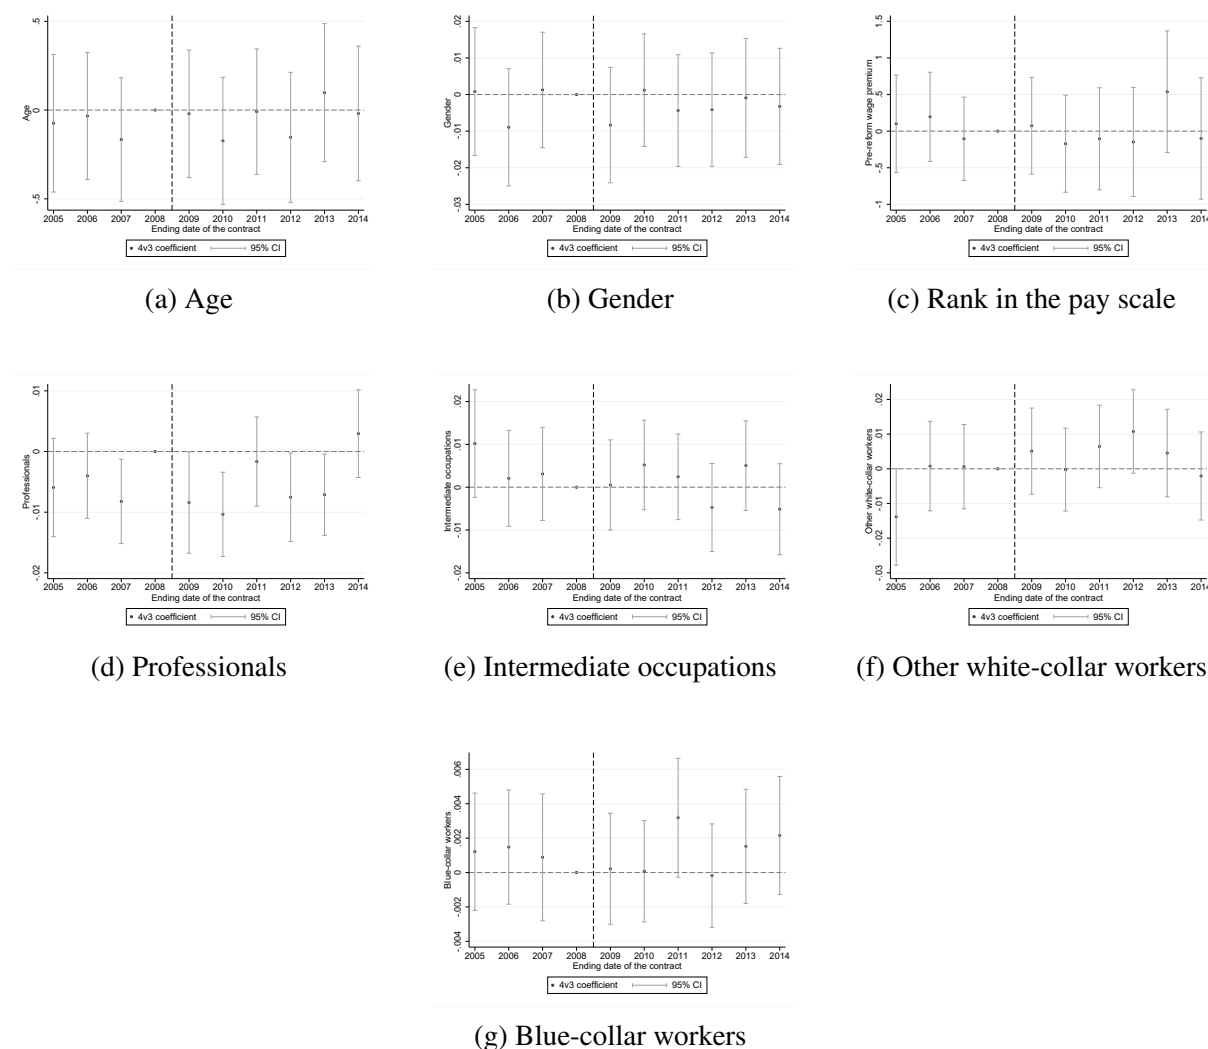 .5
0
-.5
Age
2005 2006 2007 2008 2009 2010 2011 2012 2013 2014
Ending date of the contract
4v3 coefficient 95% CI
(a) Age
.02
.01
0
-.01
-.02
-.03
Gender
2005 2006 2007 2008 2009 2010 2011 2012 2013 2014
Ending date of the contract
4v3 coefficient 95% CI
(b) Gender
1.5
1
.5
0
-.5
-1
Pre-reform wage premium
2005 2006 2007 2008 2009 2010 2011 2012 2013 2014
Ending date of the contract
4v3 coefficient 95% CI
(c) Rank in the pay scale
.01
0
-.01
-.02
Professionals
2005 2006 2007 2008 2009 2010 2011 2012 2013 2014
Ending date of the contract
4v3 coefficient 95% CI
(d) Professionals
.02
.01
0
-.01
-.02
Intermediate occupations
2005 2006 2007 2008 2009 2010 2011 2012 2013 2014
Ending date of the contract
4v3 coefficient 95% CI
(e) Intermediate occupations
.02
.01
0
-.01
-.02
-.03
Other white-collar workers
2005 2006 2007 2008 2009 2010 2011 2012 2013 2014
Ending date of the contract
4v3 coefficient 95% CI
(f) Other white-collar workers
.006
.004
.002
0
-.002
-.004
Blue-collar workers
2005 2006 2007 2008 2009 2010 2011 2012 2013 2014
Ending date of the contract
4v3 coefficient 95% CI
(g) Blue-collar workers